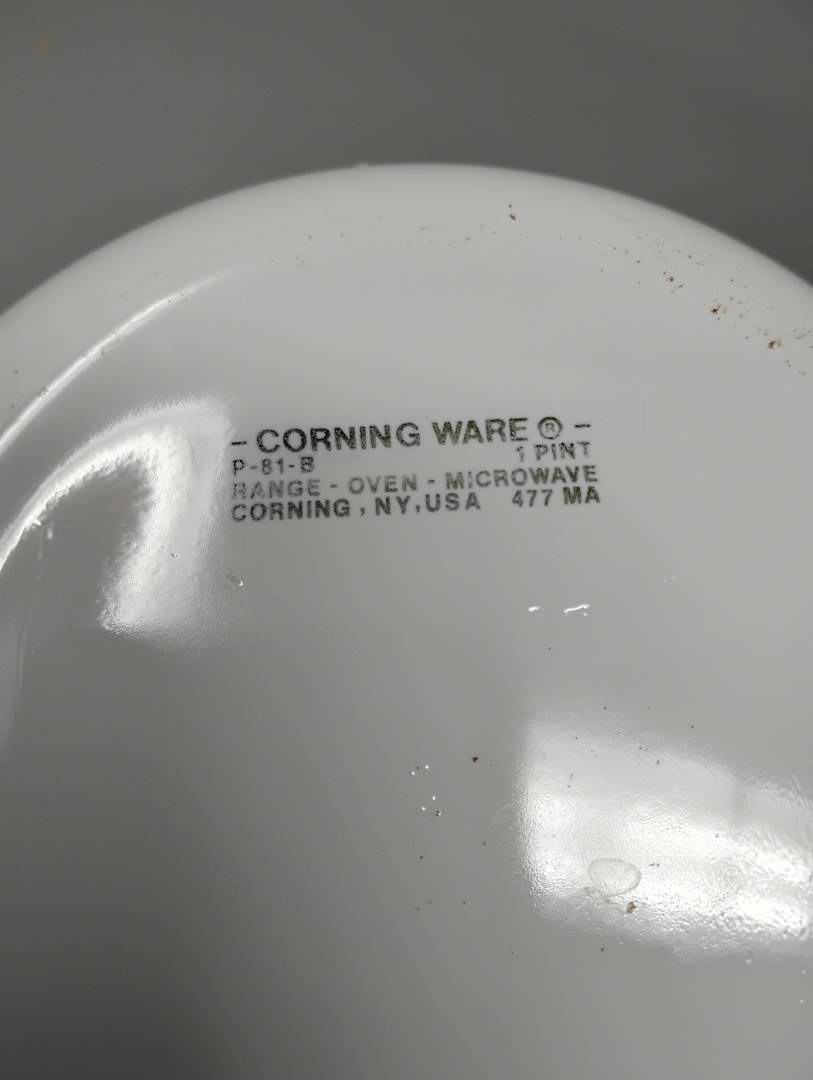 - CORNING WARE ® -
P-81-B 1 PINT
RANGE - OVEN - MICROWAVE
CORNING , NY, USA 477 MA